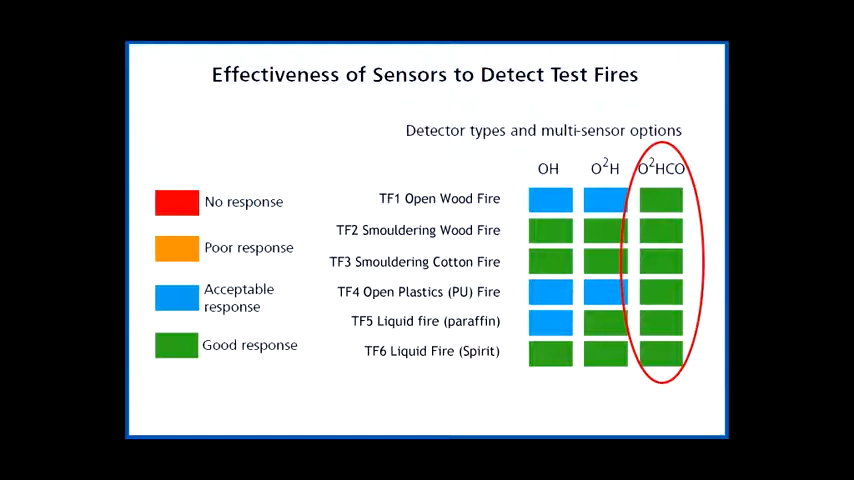 Effectiveness of Sensors to Detect Test Fires
Detector types and multi-sensor options
OH O²H O²HCO
No response
Poor response
Acceptable
response
Good response
TF1 Open Wood Fire
TF2 Smouldering Wood Fire
TF3 Smouldering Cotton Fire
TF4 Open Plastics (PU) Fire
TF5 Liquid fire (paraffin)
TF6 Liquid Fire (Spirit)